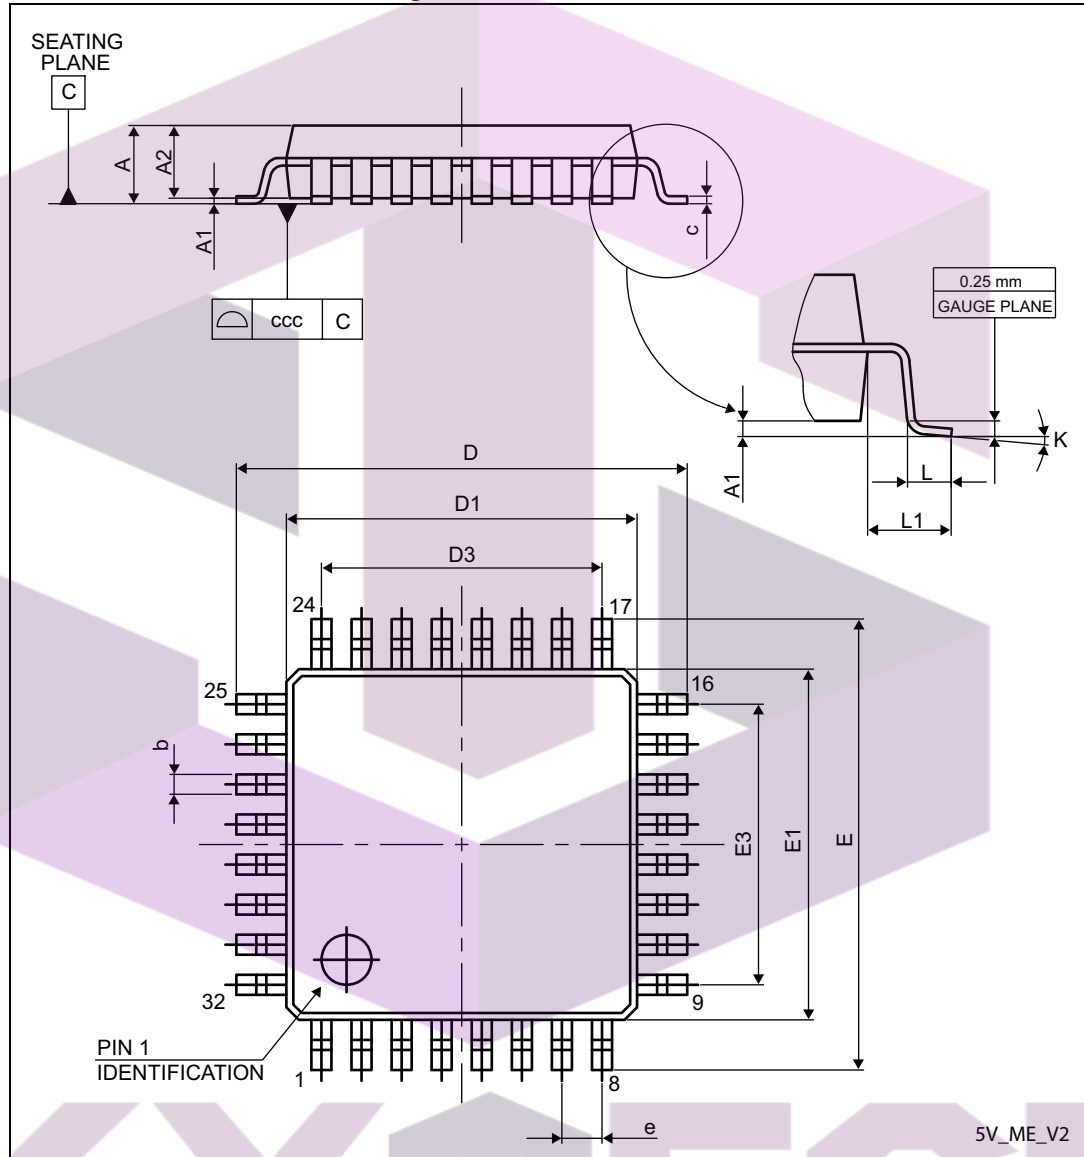 SEATING
PLANE
C
A
A2
A1
c
ccc C
0.25 mm
GAUGE PLANE
K
A1
L
L1
D
D1
D3
24
17
25
16
b
E3
E1
E
32
9
PIN 1
IDENTIFICATION
1
8
e
5V_ME_V2